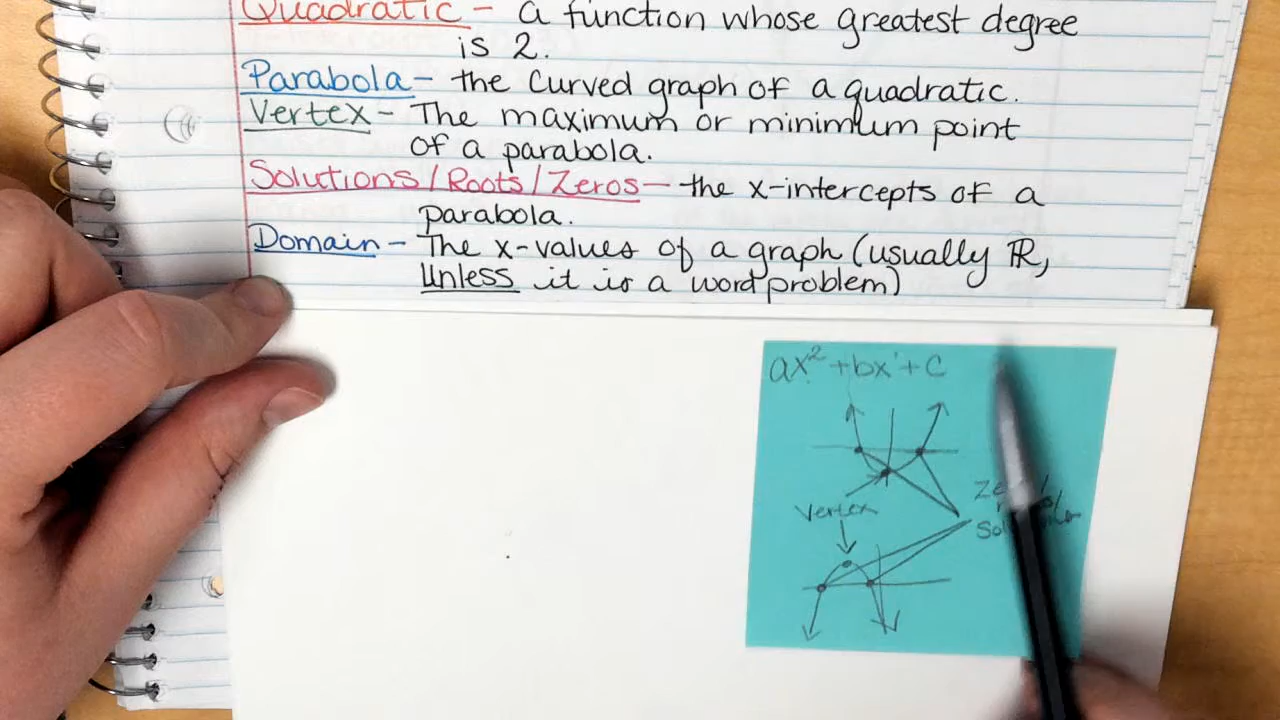 Quadratic - a function whose greatest degree
is 2.
Parabola - the curved graph of a quadratic.
Vertex - The maximum or minimum point
of a parabola.
Solutions/Roots/Zeros - the x-intercepts of a
parabola.
Domain - The x-values of a graph (usually ℝ,
Unless it is a word problem)
ax² + bx¹ + c
Vertex